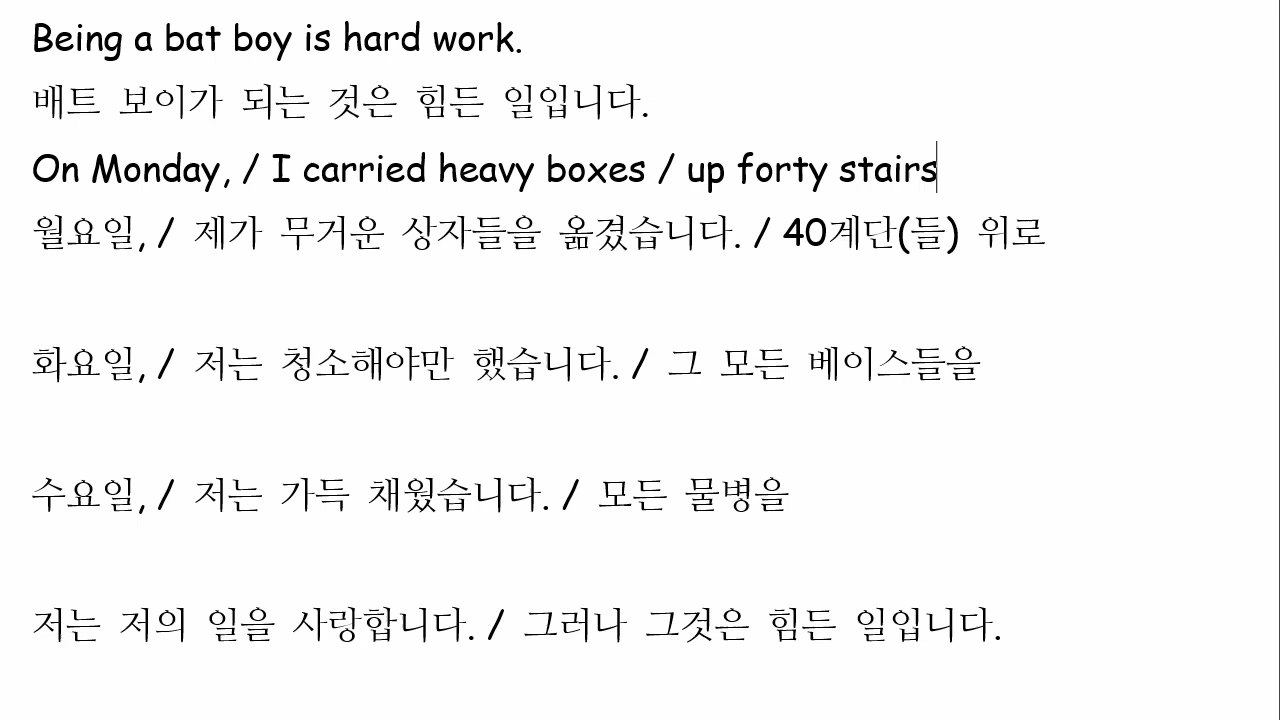 Being a bat boy is hard work.
배트 보이가 되는 것은 힘든 일입니다.
On Monday, / I carried heavy boxes / up forty stairs
월요일, / 제가 무거운 상자들을 옮겼습니다. / 40계단(들) 위로
화요일, / 저는 청소해야만 했습니다. / 그 모든 베이스들을
수요일, / 저는 가득 채웠습니다. / 모든 물병을
저는 저의 일을 사랑합니다. / 그러나 그것은 힘든 일입니다.